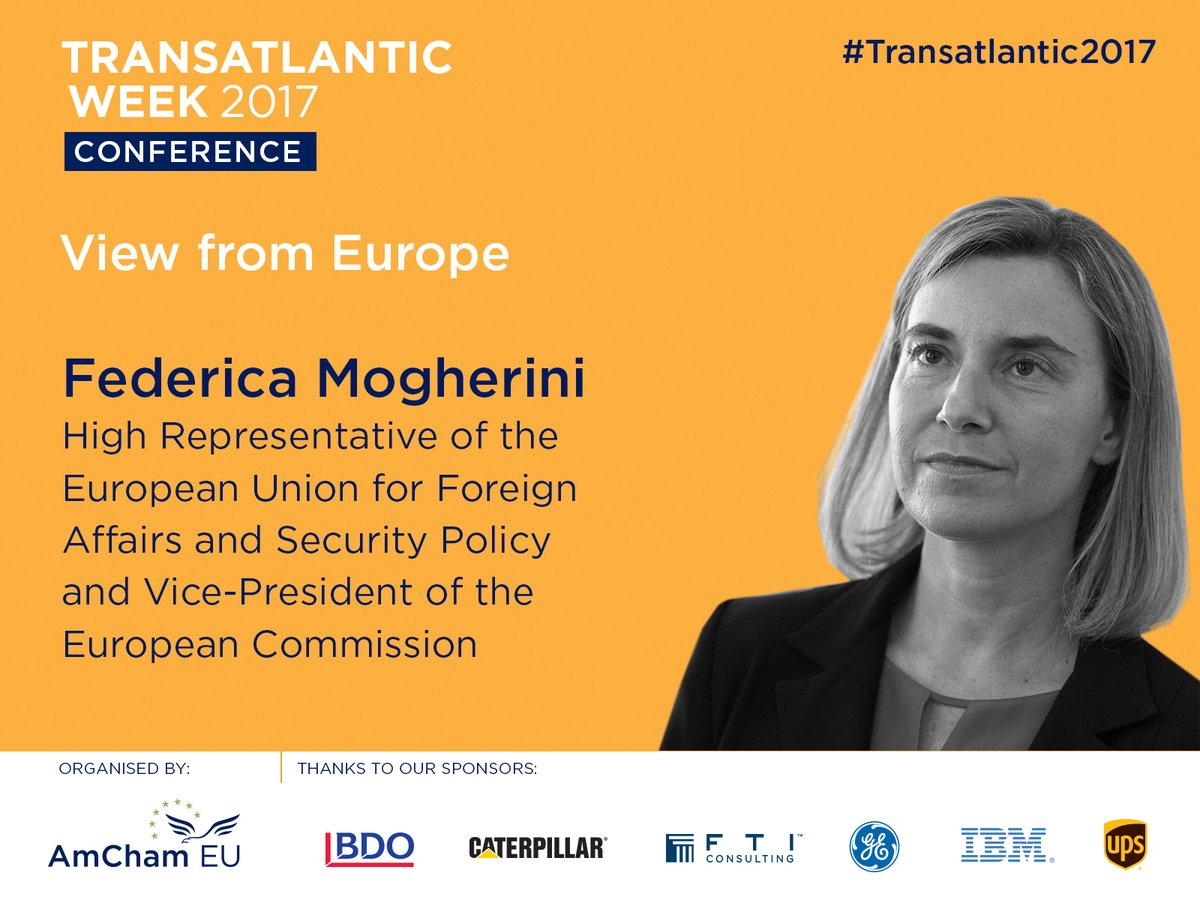 TRANSATLANTIC
WEEK 2017
CONFERENCE
#Transatlantic2017
View from Europe
Federica Mogherini
High Representative of the
European Union for Foreign
Affairs and Security Policy
and Vice-President of the
European Commission
ORGANISED BY:
THANKS TO OUR SPONSORS:
AmCham EU
BDO
CATERPILLAR®
FTI™
CONSULTING
GE
IBM®
ups